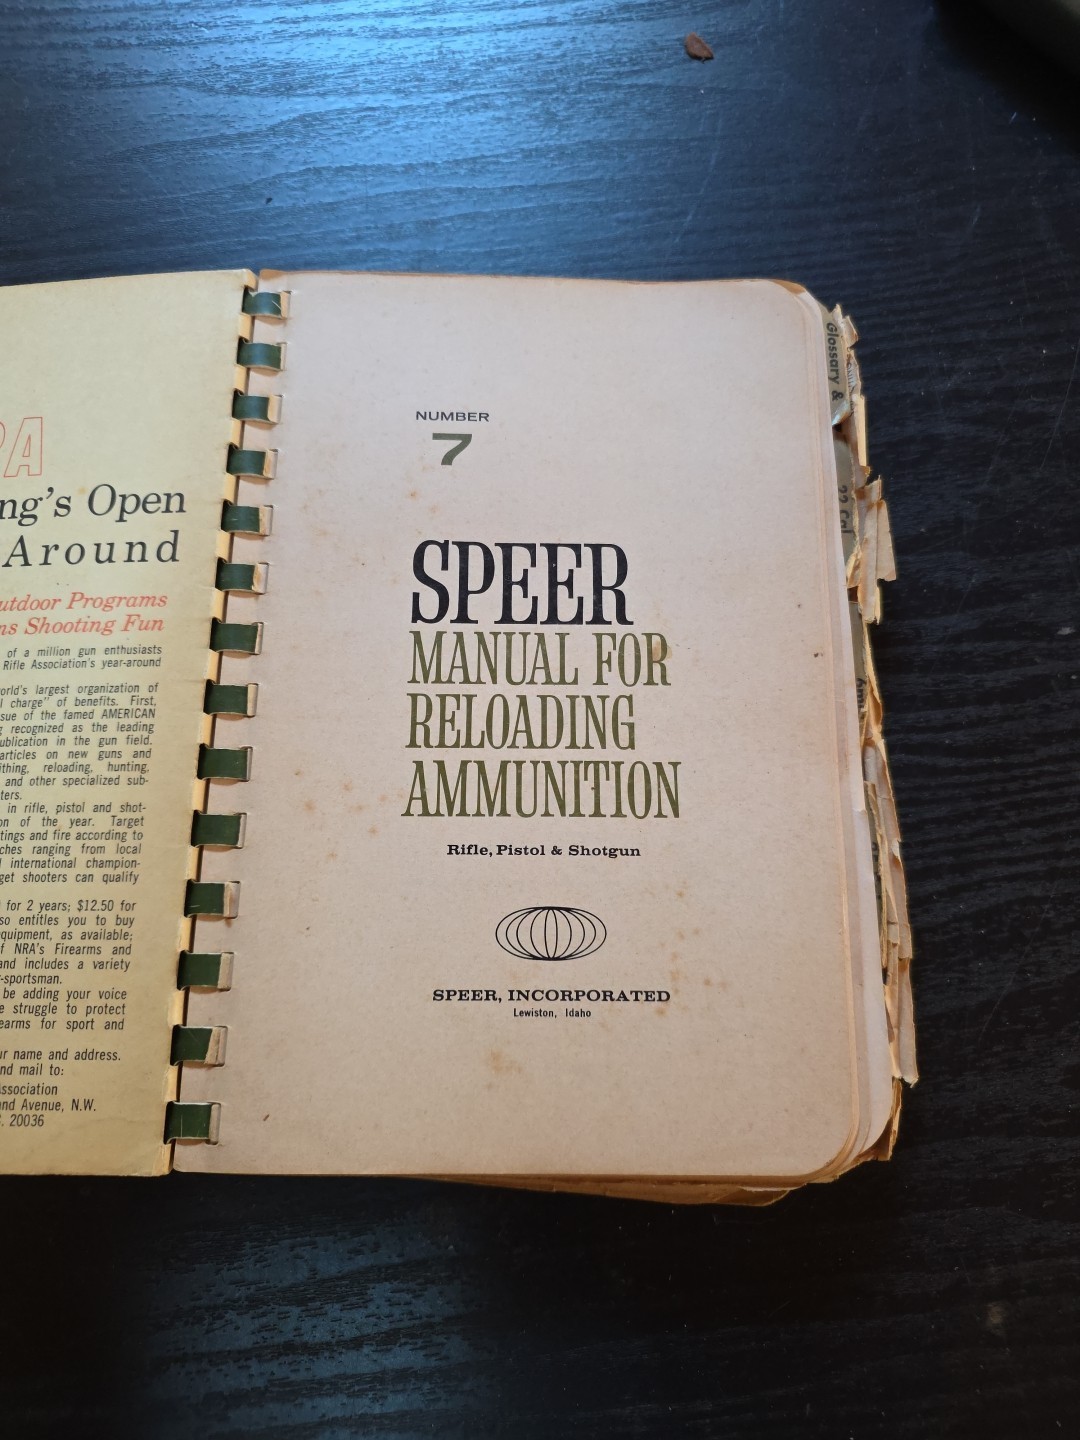 PA
ng's Open
Around
utdoor Programs
ns Shooting Fun
of a million gun enthusiasts
Rifle Association's year-around
orld's largest organization of
l charge" of benefits. First,
sue of the famed AMERICAN
g recognized as the leading
ublication in the gun field.
articles on new guns and
ithing, reloading, hunting,
and other specialized sub-
ters.
in rifle, pistol and shot-
on of the year. Target
tings and fire according to
ches ranging from local
l international champion-
get shooters can qualify
for 2 years; $12.50 for
so entitles you to buy
quipment, as available;
f NRA's Firearms and
and includes a variety
r-sportsman.
be adding your voice
e struggle to protect
earms for sport and
ur name and address.
nd mail to:
ssociation
nd Avenue, N.W.
. 20036
NUMBER
7
SPEER
MANUAL FOR
RELOADING
AMMUNITION
Rifle, Pistol & Shotgun
SPEER, INCORPORATED
Lewiston, Idaho
Glossary &
22 Cal